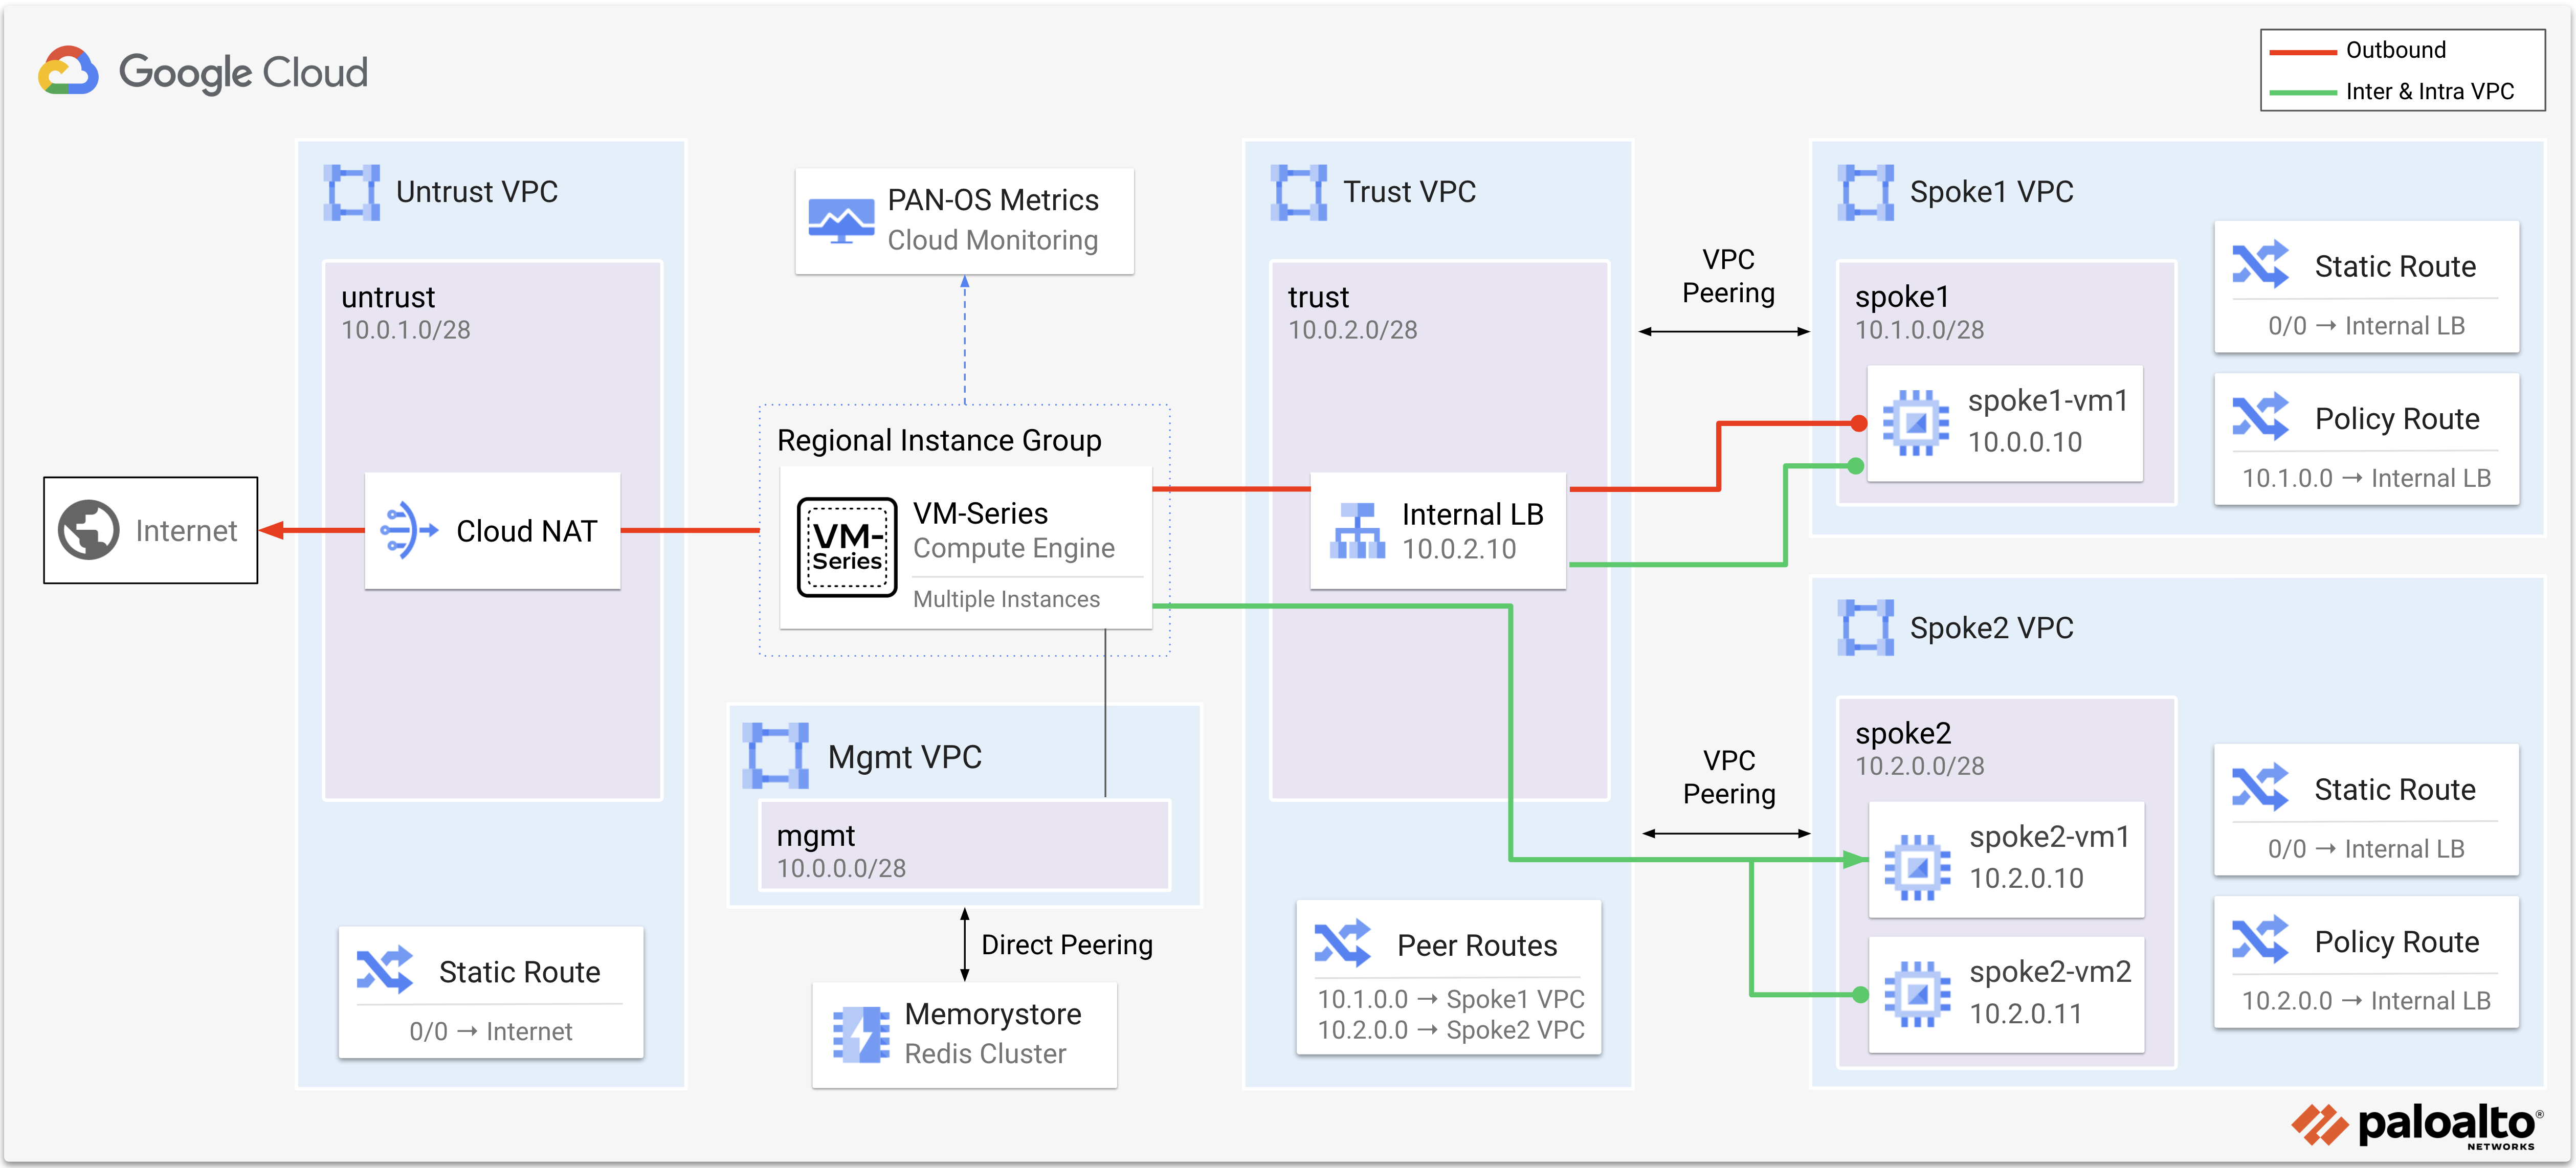 Google Cloud
Outbound
Inter & Intra VPC
Untrust VPC
untrust
10.0.1.0/28
Internet
Cloud NAT
Static Route
0/0 → Internet
PAN-OS Metrics
Cloud Monitoring
Regional Instance Group
VM-
Series
VM-Series
Compute Engine
Multiple Instances
Mgmt VPC
mgmt
10.0.0.0/28
Direct Peering
Memorystore
Redis Cluster
Trust VPC
trust
10.0.2.0/28
Internal LB
10.0.2.10
Peer Routes
10.1.0.0 → Spoke1 VPC
10.2.0.0 → Spoke2 VPC
VPC
Peering
VPC
Peering
Spoke1 VPC
spoke1
10.1.0.0/28
spoke1-vm1
10.0.0.10
Static Route
0/0 → Internal LB
Policy Route
10.1.0.0 → Internal LB
Spoke2 VPC
spoke2
10.2.0.0/28
spoke2-vm1
10.2.0.10
spoke2-vm2
10.2.0.11
Static Route
0/0 → Internal LB
Policy Route
10.2.0.0 → Internal LB
paloalto®
NETWORKS